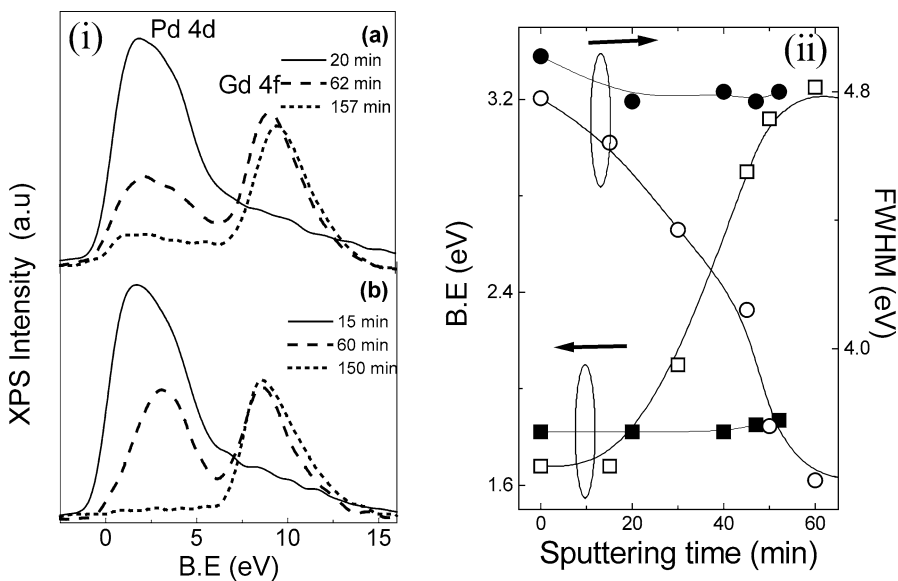 (i)
Pd 4d
(a)
20 min
Gd 4f
62 min
157 min
(b)
15 min
60 min
150 min
XPS Intensity (a.u)
0
5
10
15
B.E (eV)
(ii)
3.2
2.4
1.6
B.E (eV)
4.8
4.0
FWHM (eV)
0
20
40
60
Sputtering time (min)